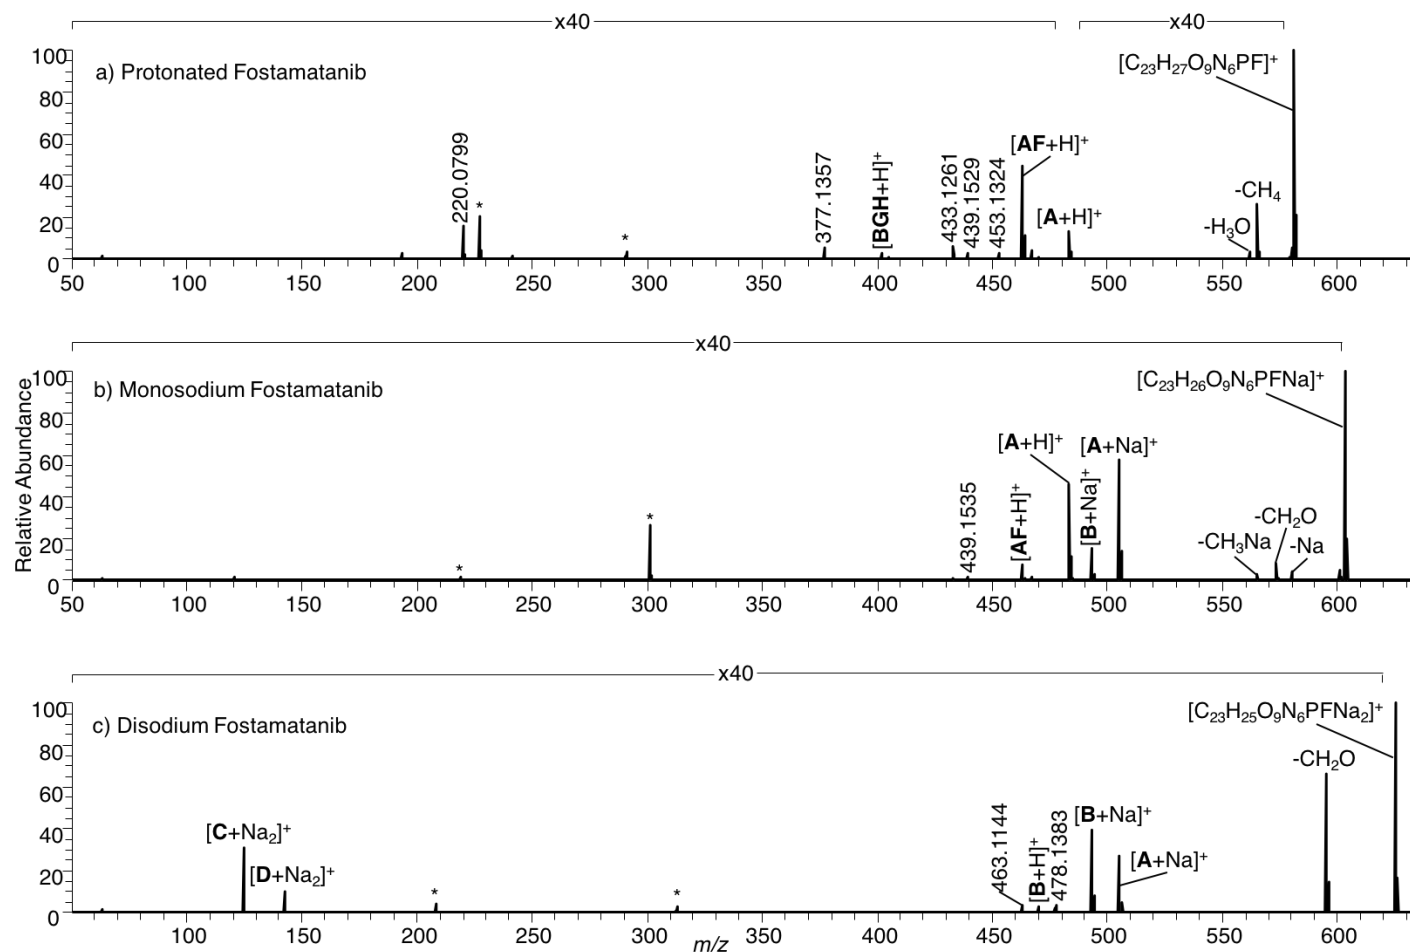 x40 x40
a) Protonated Fostamatanib
[C₂₃H₂₇O₉N₆PF]⁺
100
80
60
40
20
0
220.0799
*
*
377.1357
[BGH+H]⁺
433.1261
439.1529
453.1324
[AF+H]⁺
[A+H]⁺
-H₃O
-CH₄
50 100 150 200 250 300 350 400 450 500 550 600
x40
b) Monosodium Fostamatanib
[C₂₃H₂₆O₉N₆PFNa]⁺
Relative Abundance
100
80
60
40
20
0
*
*
439.1535
[AF+H]⁺
[A+H]⁺
[B+Na]⁺
[A+Na]⁺
-CH₃Na
-CH₂O
-Na
50 100 150 200 250 300 350 400 450 500 550 600
x40
c) Disodium Fostamatanib
[C₂₃H₂₅O₉N₆PFNa₂]⁺
100
80
60
40
20
0
[C+Na₂]⁺
[D+Na₂]⁺
*
*
463.1144
[B+H]⁺
478.1383
[B+Na]⁺
[A+Na]⁺
-CH₂O
100 150 200 250 300 350 400 450 500 550 600
m/z